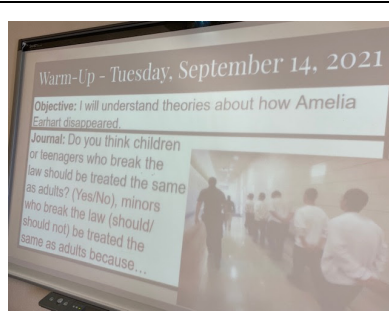 Warm-Up - Tuesday, September 14, 2021
Objective: I will understand theories about how Amelia
Earhart disappeared.
Journal: Do you think children
or teenagers who break the
law should be treated the same
as adults? (Yes/No), minors
who break the law (should/
should not) be treated the
same as adults because...